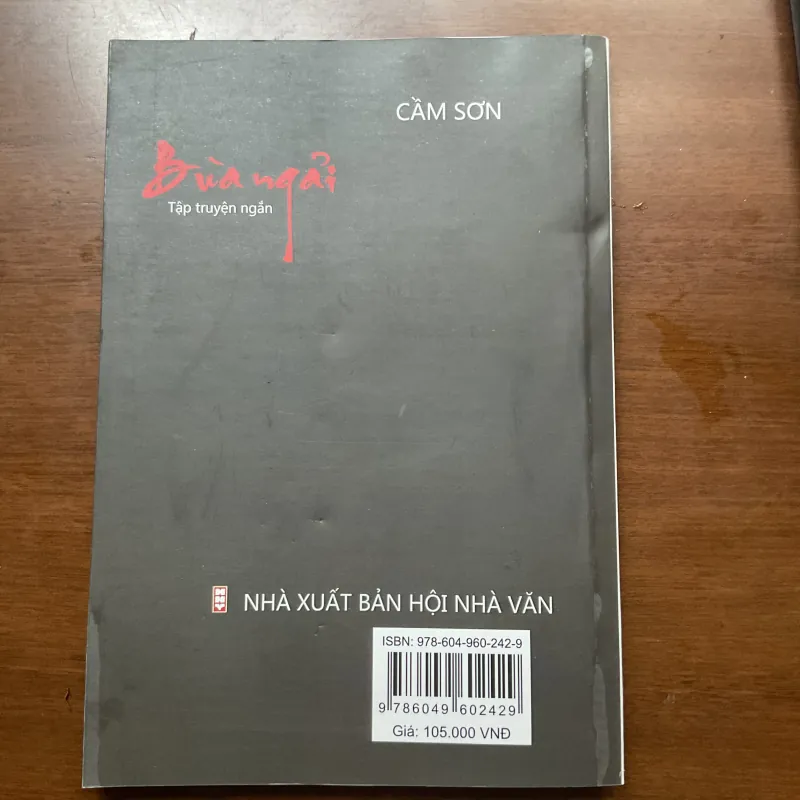 CẦM SƠN
Bùa ngải
Tập truyện ngắn
NHÀ XUẤT BẢN HỘI NHÀ VĂN
ISBN: 978-604-960-242-9
9 786049 602429
Giá: 105.000 VNĐ